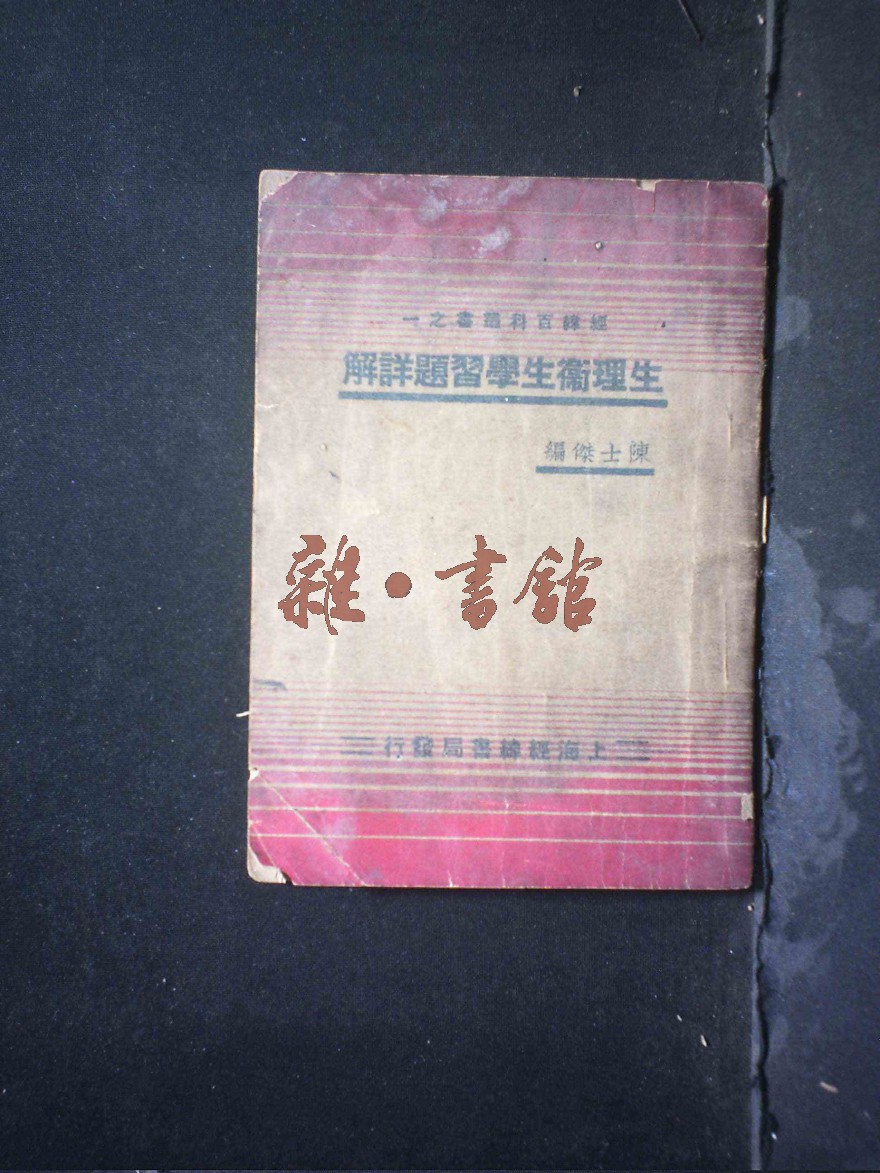 經緯百科叢書之一
生理衞生學習題詳解
陳士傑編
雜·書館
上海經緯書局發行